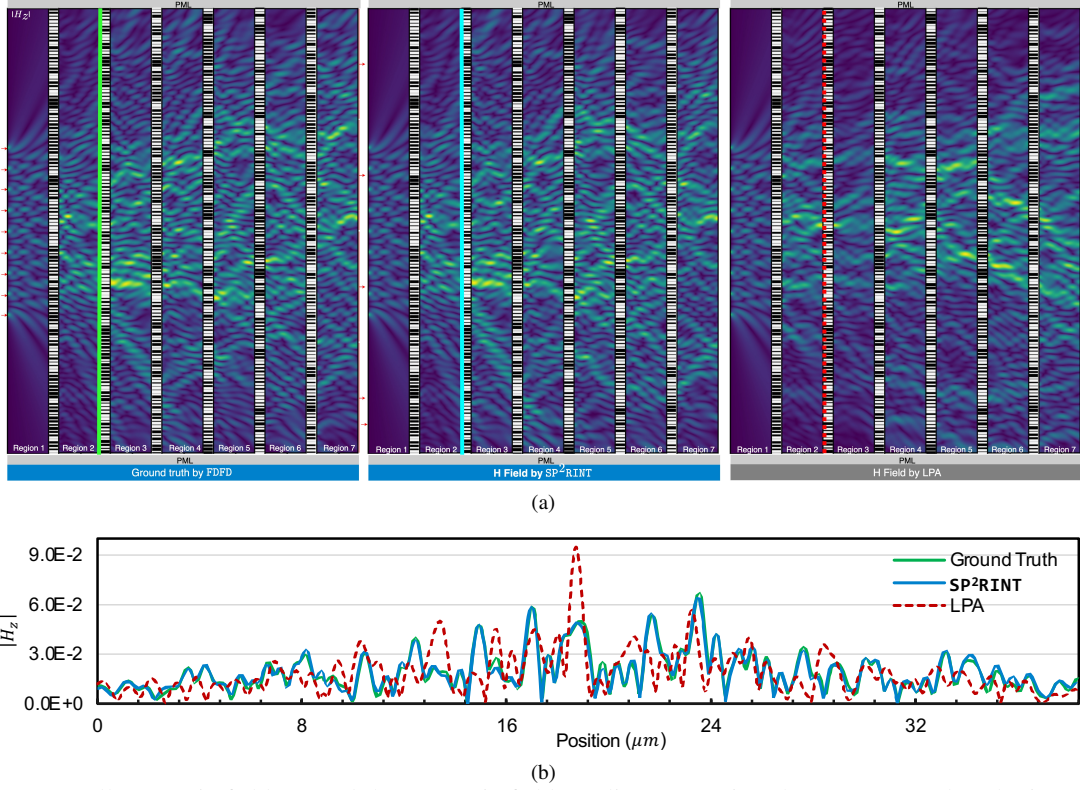 PML PML PML
|Hz|
Region 1 Region 2 Region 3 Region 4 Region 5 Region 6 Region 7 Region 1 Region 2 Region 3 Region 4 Region 5 Region 6 Region 7 Region 1 Region 2 Region 3 Region 4 Region 5 Region 6 Region 7
PML PML PML
Ground truth by FDFD H Field by SP²RINT H Field by LPA
(a)
9.0E-2
6.0E-2
3.0E-2
0.0E+0
|Hz|
Ground Truth
SP²RINT
LPA
0 8 16 24 32
Position (μm)
(b)